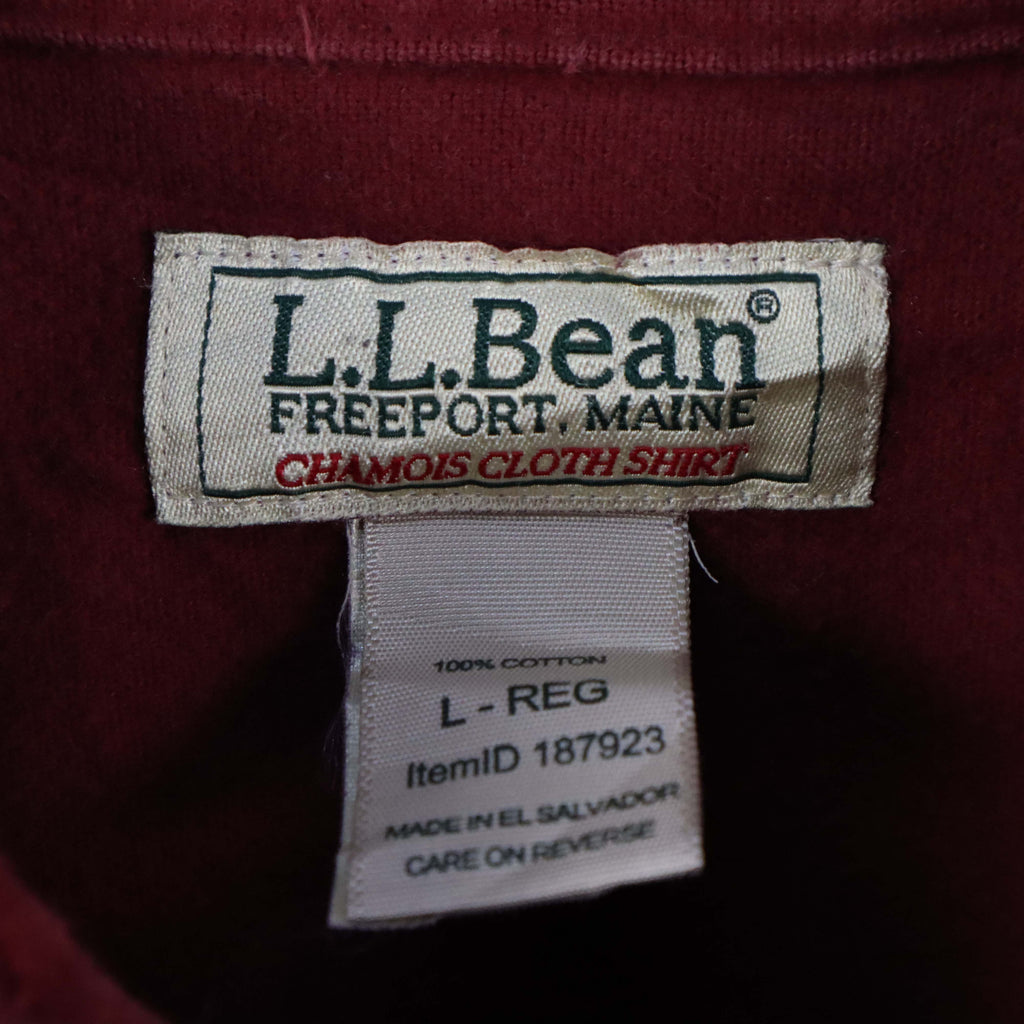 L.L.Bean®
FREEPORT, MAINE
CHAMOIS CLOTH SHIRT
100% COTTON
L - REG
ItemID 187923
MADE IN EL SALVADOR
CARE ON REVERSE